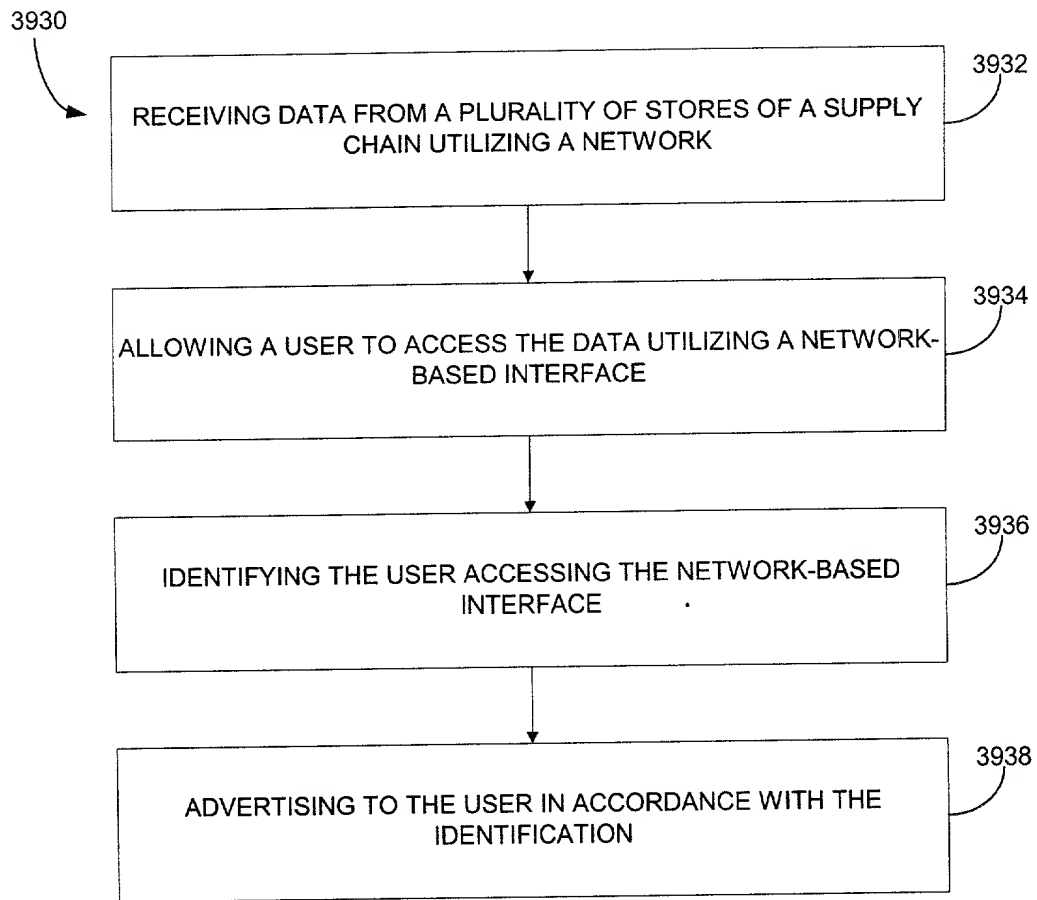 3930
3932
RECEIVING DATA FROM A PLURALITY OF STORES OF A SUPPLY
CHAIN UTILIZING A NETWORK
3934
ALLOWING A USER TO ACCESS THE DATA UTILIZING A NETWORK-
BASED INTERFACE
3936
IDENTIFYING THE USER ACCESSING THE NETWORK-BASED
INTERFACE
3938
ADVERTISING TO THE USER IN ACCORDANCE WITH THE
IDENTIFICATION